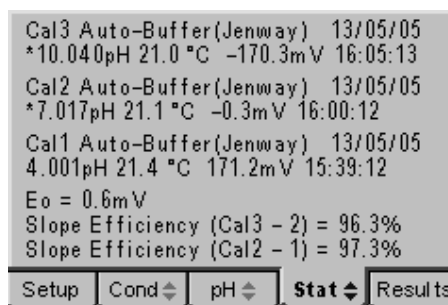 Cal3 Auto-Buffer(Jenway) 13/05/05
*10.040pH 21.0 °C -170.3mV 16:05:13
Cal2 Auto-Buffer(Jenway) 13/05/05
*7.017pH 21.1 °C -0.3mV 16:00:12
Cal1 Auto-Buffer(Jenway) 13/05/05
4.001pH 21.4 °C 171.2mV 15:39:12
Eo = 0.6mV
Slope Efficiency (Cal3 - 2) = 96.3%
Slope Efficiency (Cal2 - 1) = 97.3%
Setup Cond pH Stat Results